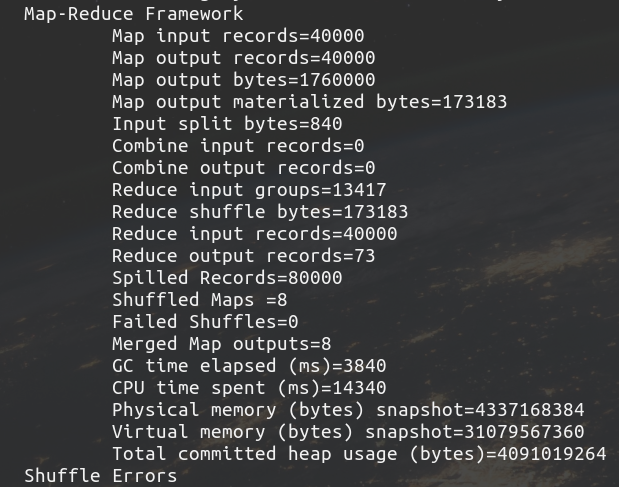 Map-Reduce Framework
Map input records=40000
Map output records=40000
Map output bytes=1760000
Map output materialized bytes=173183
Input split bytes=840
Combine input records=0
Combine output records=0
Reduce input groups=13417
Reduce shuffle bytes=173183
Reduce input records=40000
Reduce output records=73
Spilled Records=80000
Shuffled Maps =8
Failed Shuffles=0
Merged Map outputs=8
GC time elapsed (ms)=3840
CPU time spent (ms)=14340
Physical memory (bytes) snapshot=4337168384
Virtual memory (bytes) snapshot=31079567360
Total committed heap usage (bytes)=4091019264
Shuffle Errors